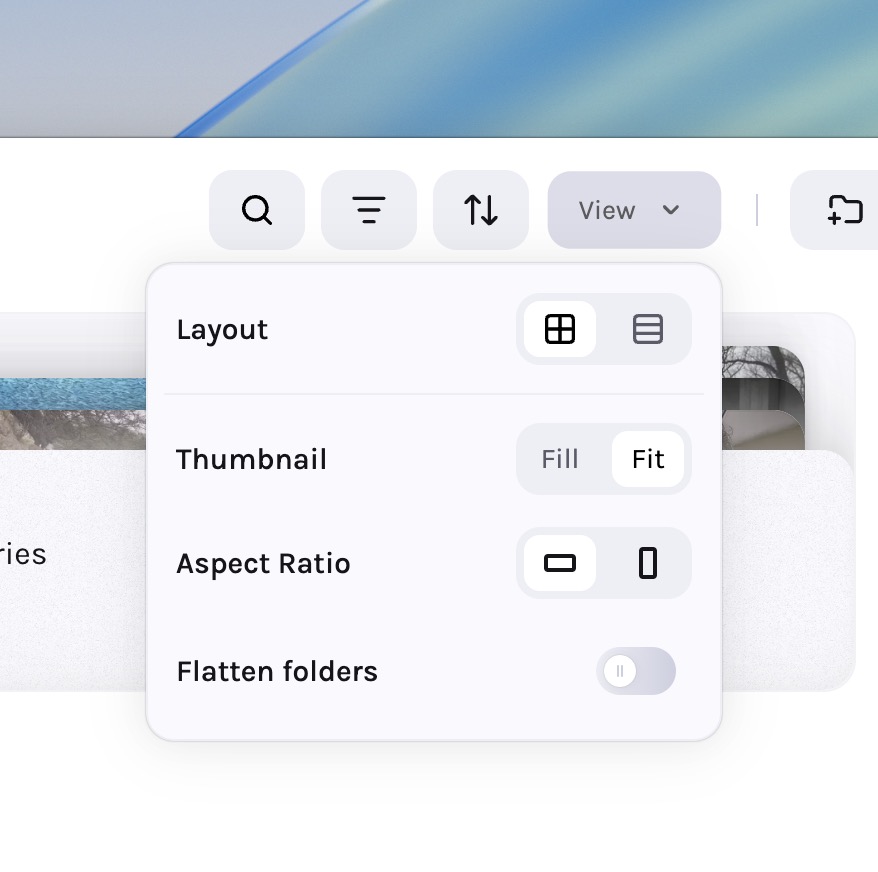 View
Layout
Thumbnail
Fill
Fit
ries
Aspect Ratio
Flatten folders